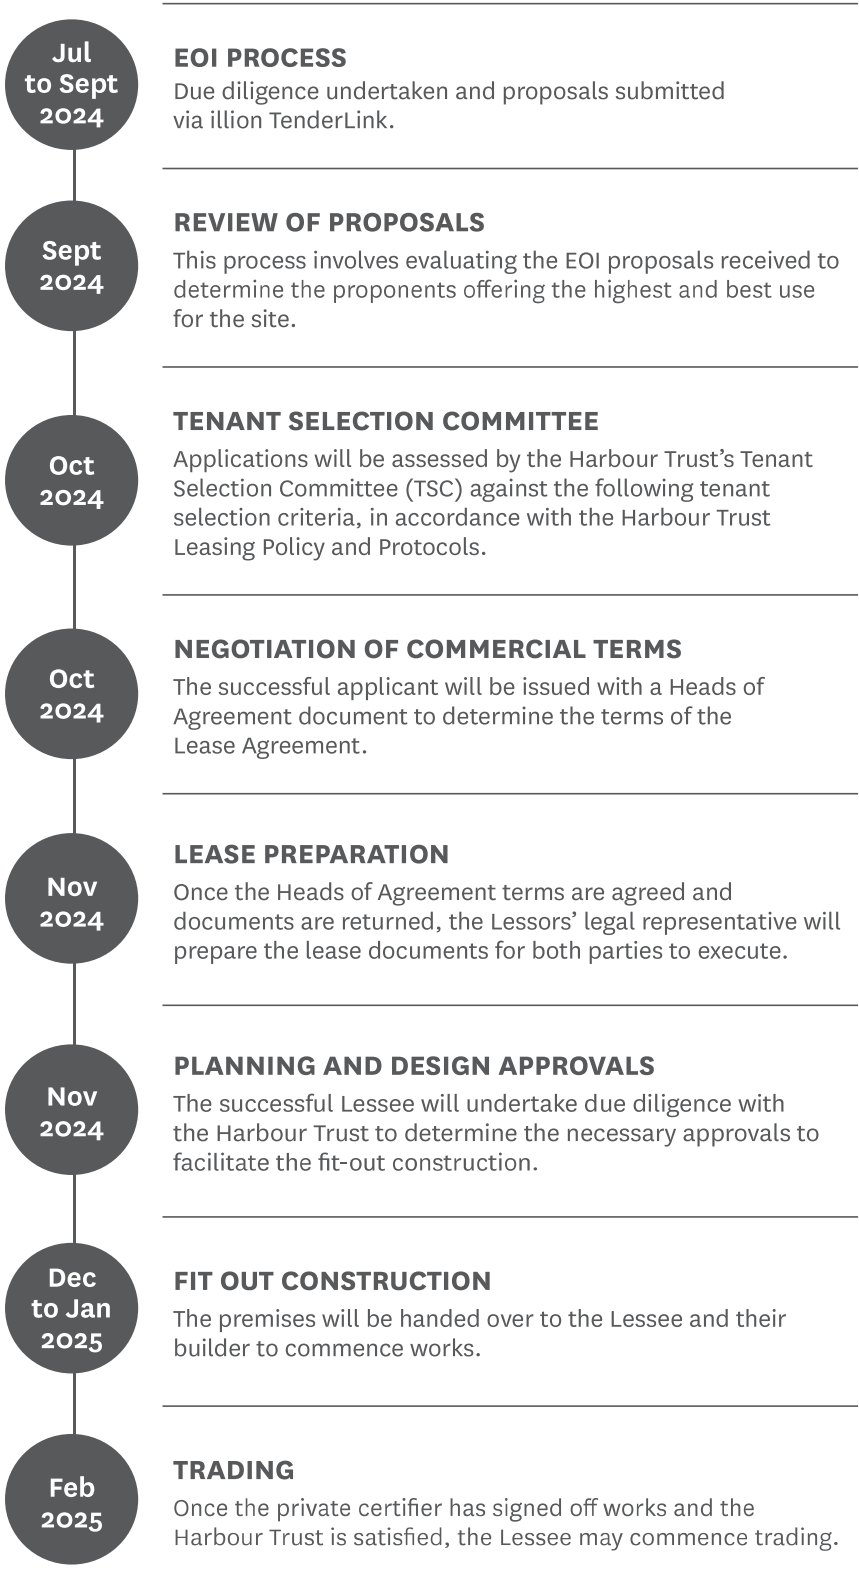 Jul
to Sept
2024
EOI PROCESS
Due diligence undertaken and proposals submitted
via illion TenderLink.
Sept
2024
REVIEW OF PROPOSALS
This process involves evaluating the EOI proposals received to
determine the proponents offering the highest and best use
for the site.
Oct
2024
TENANT SELECTION COMMITTEE
Applications will be assessed by the Harbour Trust’s Tenant
Selection Committee (TSC) against the following tenant
selection criteria, in accordance with the Harbour Trust
Leasing Policy and Protocols.
Oct
2024
NEGOTIATION OF COMMERCIAL TERMS
The successful applicant will be issued with a Heads of
Agreement document to determine the terms of the
Lease Agreement.
Nov
2024
LEASE PREPARATION
Once the Heads of Agreement terms are agreed and
documents are returned, the Lessors’ legal representative will
prepare the lease documents for both parties to execute.
Nov
2024
PLANNING AND DESIGN APPROVALS
The successful Lessee will undertake due diligence with
the Harbour Trust to determine the necessary approvals to
facilitate the fit-out construction.
Dec
to Jan
2025
FIT OUT CONSTRUCTION
The premises will be handed over to the Lessee and their
builder to commence works.
Feb
2025
TRADING
Once the private certifier has signed off works and the
Harbour Trust is satisfied, the Lessee may commence trading.